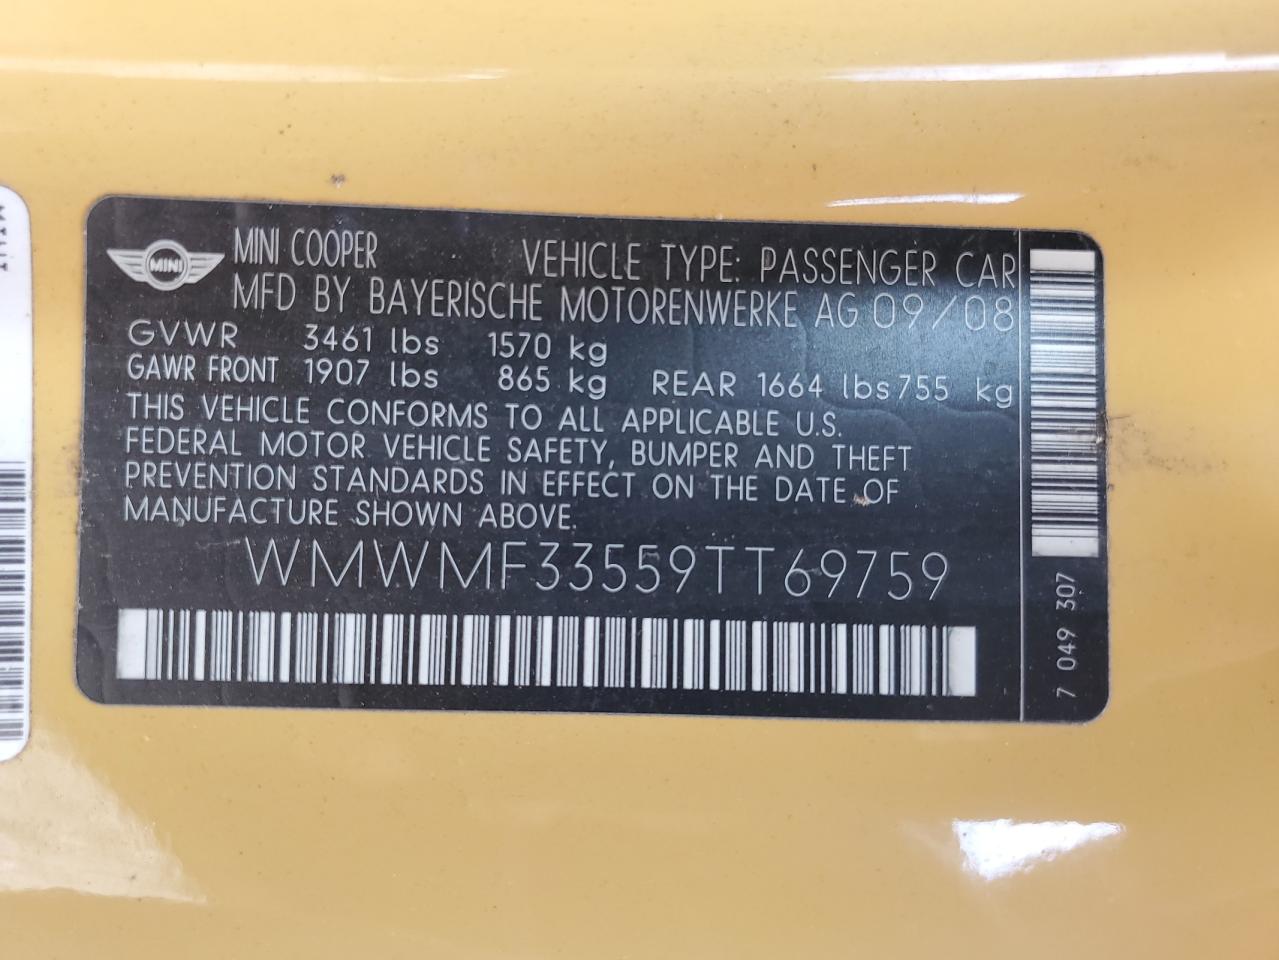 MINI
MINI COOPER VEHICLE TYPE: PASSENGER CAR
MFD BY BAYERISCHE MOTORENWERKE AG 09/08
GVWR 3461 lbs 1570 kg
GAWR FRONT 1907 lbs 865 kg REAR 1664 lbs 755 kg
THIS VEHICLE CONFORMS TO ALL APPLICABLE U.S.
FEDERAL MOTOR VEHICLE SAFETY, BUMPER AND THEFT
PREVENTION STANDARDS IN EFFECT ON THE DATE OF
MANUFACTURE SHOWN ABOVE.
WMWMF33559TT69759
7 049 307